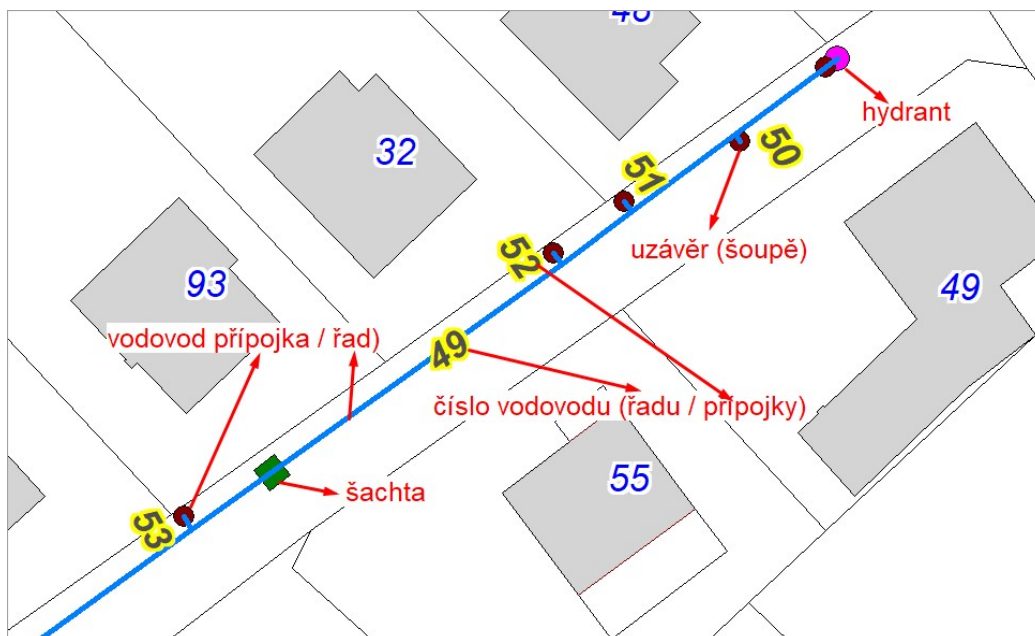 48
hydrant
32
50
51
uzávěr (šoupě)
52
93
49
vodovod přípojka / řad)
49
číslo vodovodu (řadu / přípojky)
55
šachta
53